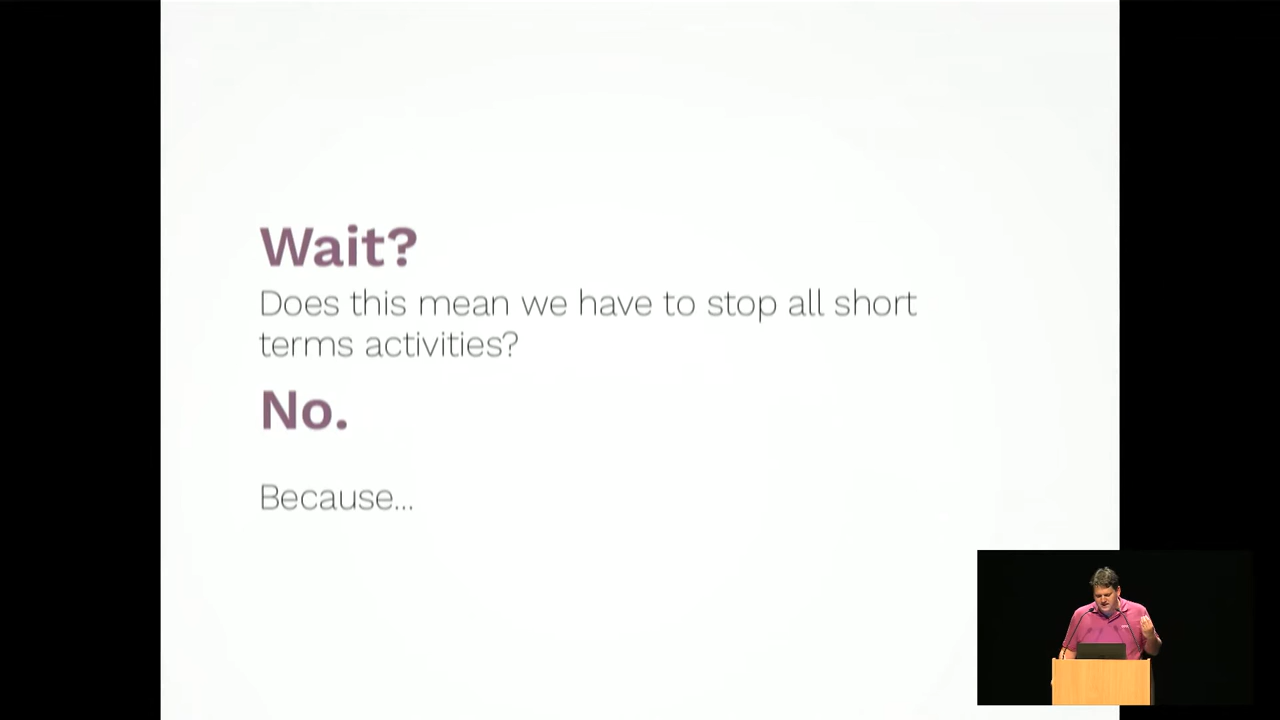 Wait?
Does this mean we have to stop all short
terms activities?
No.
Because...